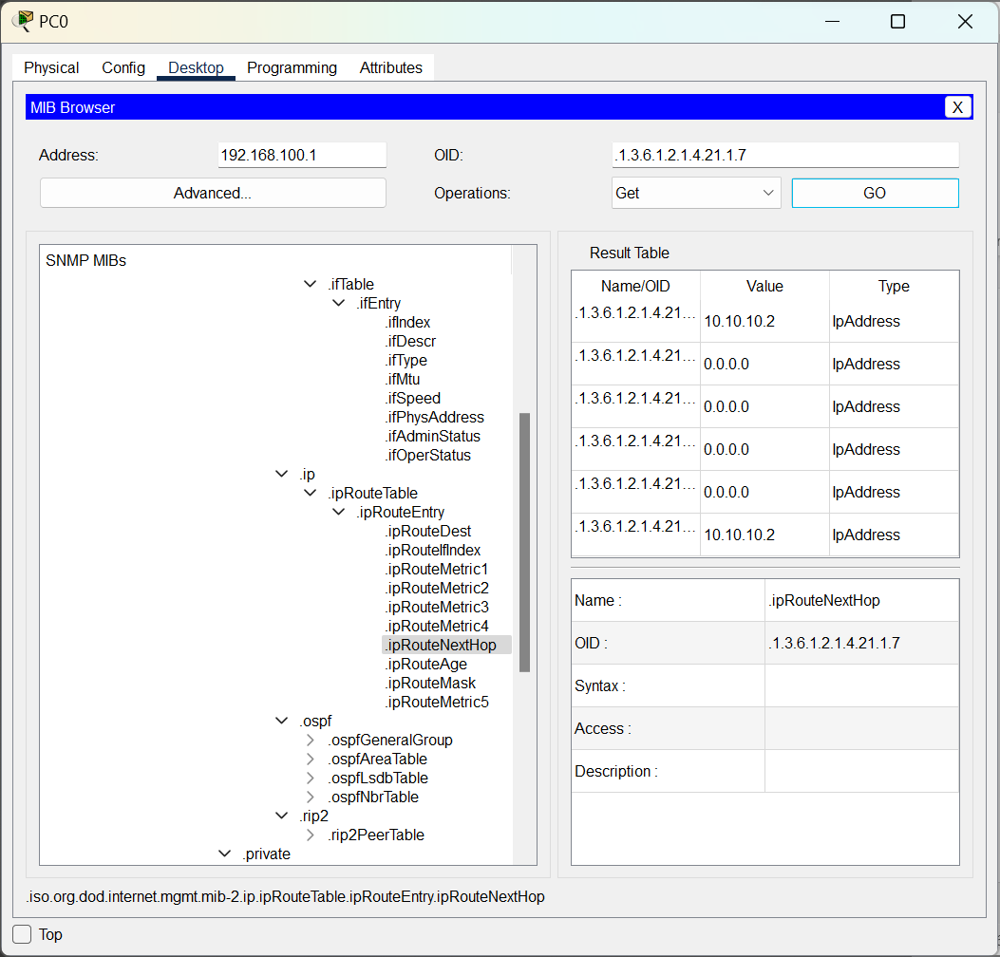 PC0
Physical Config Desktop Programming Attributes
MIB Browser X
Address: 192.168.100.1 OID: .1.3.6.1.2.1.4.21.1.7
Advanced... Operations: Get GO
SNMP MIBs
.ifTable
.ifEntry
.ifIndex
.ifDescr
.ifType
.ifMtu
.ifSpeed
.ifPhysAddress
.ifAdminStatus
.ifOperStatus
.ip
.ipRouteTable
.ipRouteEntry
.ipRouteDest
.ipRouteIfIndex
.ipRouteMetric1
.ipRouteMetric2
.ipRouteMetric3
.ipRouteMetric4
.ipRouteNextHop
.ipRouteAge
.ipRouteMask
.ipRouteMetric5
.ospf
.ospfGeneralGroup
.ospfAreaTable
.ospfLsdbTable
.ospfNbrTable
.rip2
.rip2PeerTable
.private
Result Table
Name/OID Value Type
.1.3.6.1.2.1.4.21... 10.10.10.2 IpAddress
.1.3.6.1.2.1.4.21... 0.0.0.0 IpAddress
.1.3.6.1.2.1.4.21... 0.0.0.0 IpAddress
.1.3.6.1.2.1.4.21... 0.0.0.0 IpAddress
.1.3.6.1.2.1.4.21... 0.0.0.0 IpAddress
.1.3.6.1.2.1.4.21... 10.10.10.2 IpAddress
Name : .ipRouteNextHop
OID : .1.3.6.1.2.1.4.21.1.7
Syntax :
Access :
Description :
.iso.org.dod.internet.mgmt.mib-2.ip.ipRouteTable.ipRouteEntry.ipRouteNextHop
Top